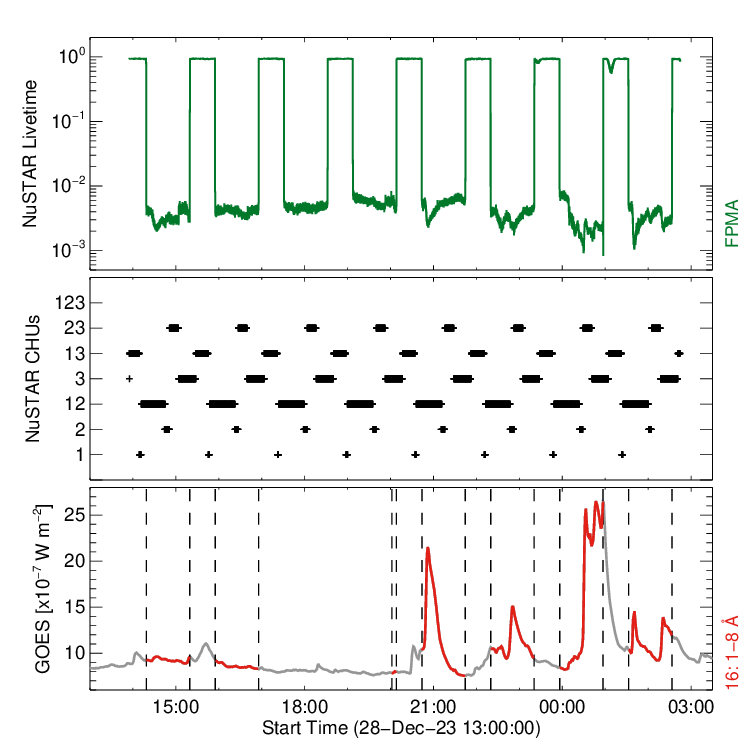 NuSTAR Livetime
10⁰
10⁻¹
10⁻²
10⁻³
FPMA
NuSTAR CHUs
123
23
13
3
12
2
1
GOES [x10⁻⁷ W m⁻²]
25
20
15
10
16: 1−8 Å
15:00 18:00 21:00 00:00 03:00
Start Time (28−Dec−23 13:00:00)